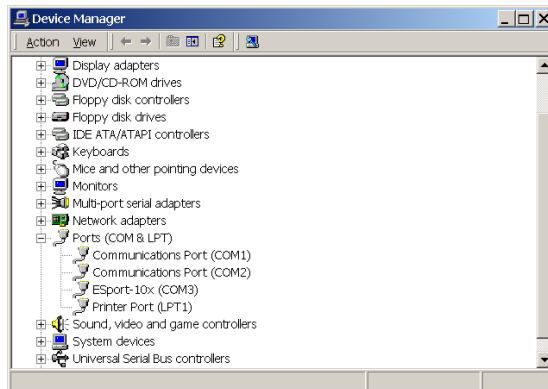 Device Manager
Action View
Display adapters
DVD/CD-ROM drives
Floppy disk controllers
Floppy disk drives
IDE ATA/ATAPI controllers
Keyboards
Mice and other pointing devices
Monitors
Multi-port serial adapters
Network adapters
Ports (COM & LPT)
Communications Port (COM1)
Communications Port (COM2)
ESport-10x (COM3)
Printer Port (LPT1)
Sound, video and game controllers
System devices
Universal Serial Bus controllers